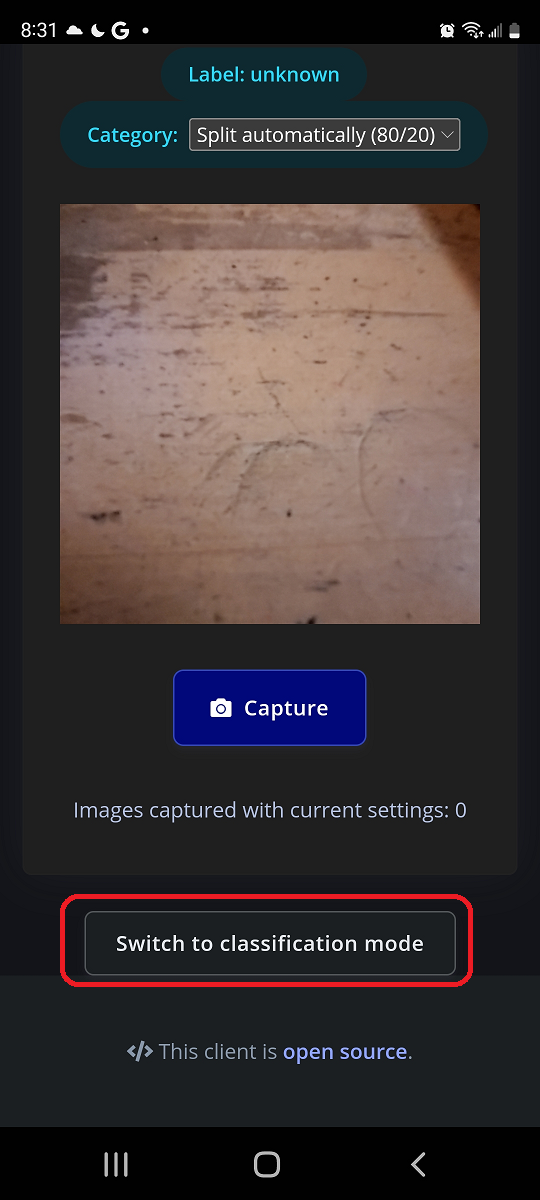 8:31
Label: unknown
Category: Split automatically (80/20)
Capture
Images captured with current settings: 0
Switch to classification mode
</> This client is open source.